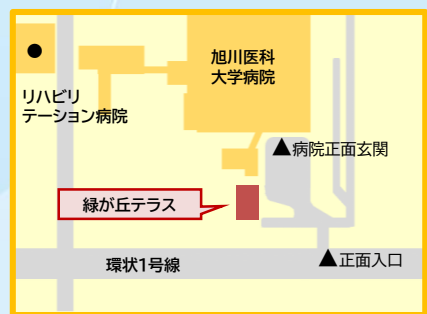 旭川医科
大学病院
●
リハビリ
テーション病院
▲病院正面玄関
緑が丘テラス
環状1号線
▲正面入口